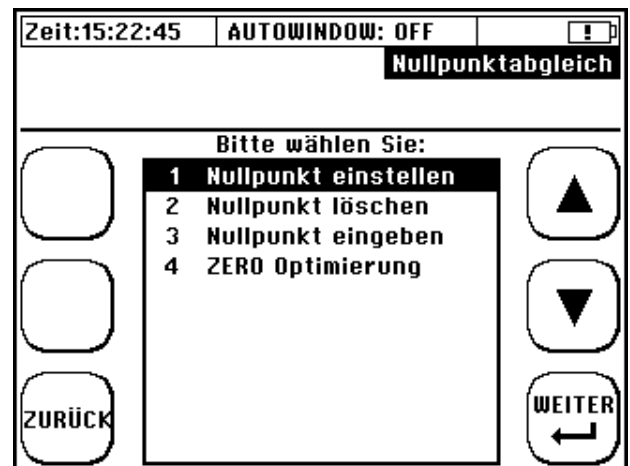 Zeit:15:22:45 AUTOWINDOW: OFF !
Nullpunktabgleich
Bitte wählen Sie:
1 Nullpunkt einstellen
2 Nullpunkt löschen
3 Nullpunkt eingeben
4 ZERO Optimierung
ZURÜCK
WEITER